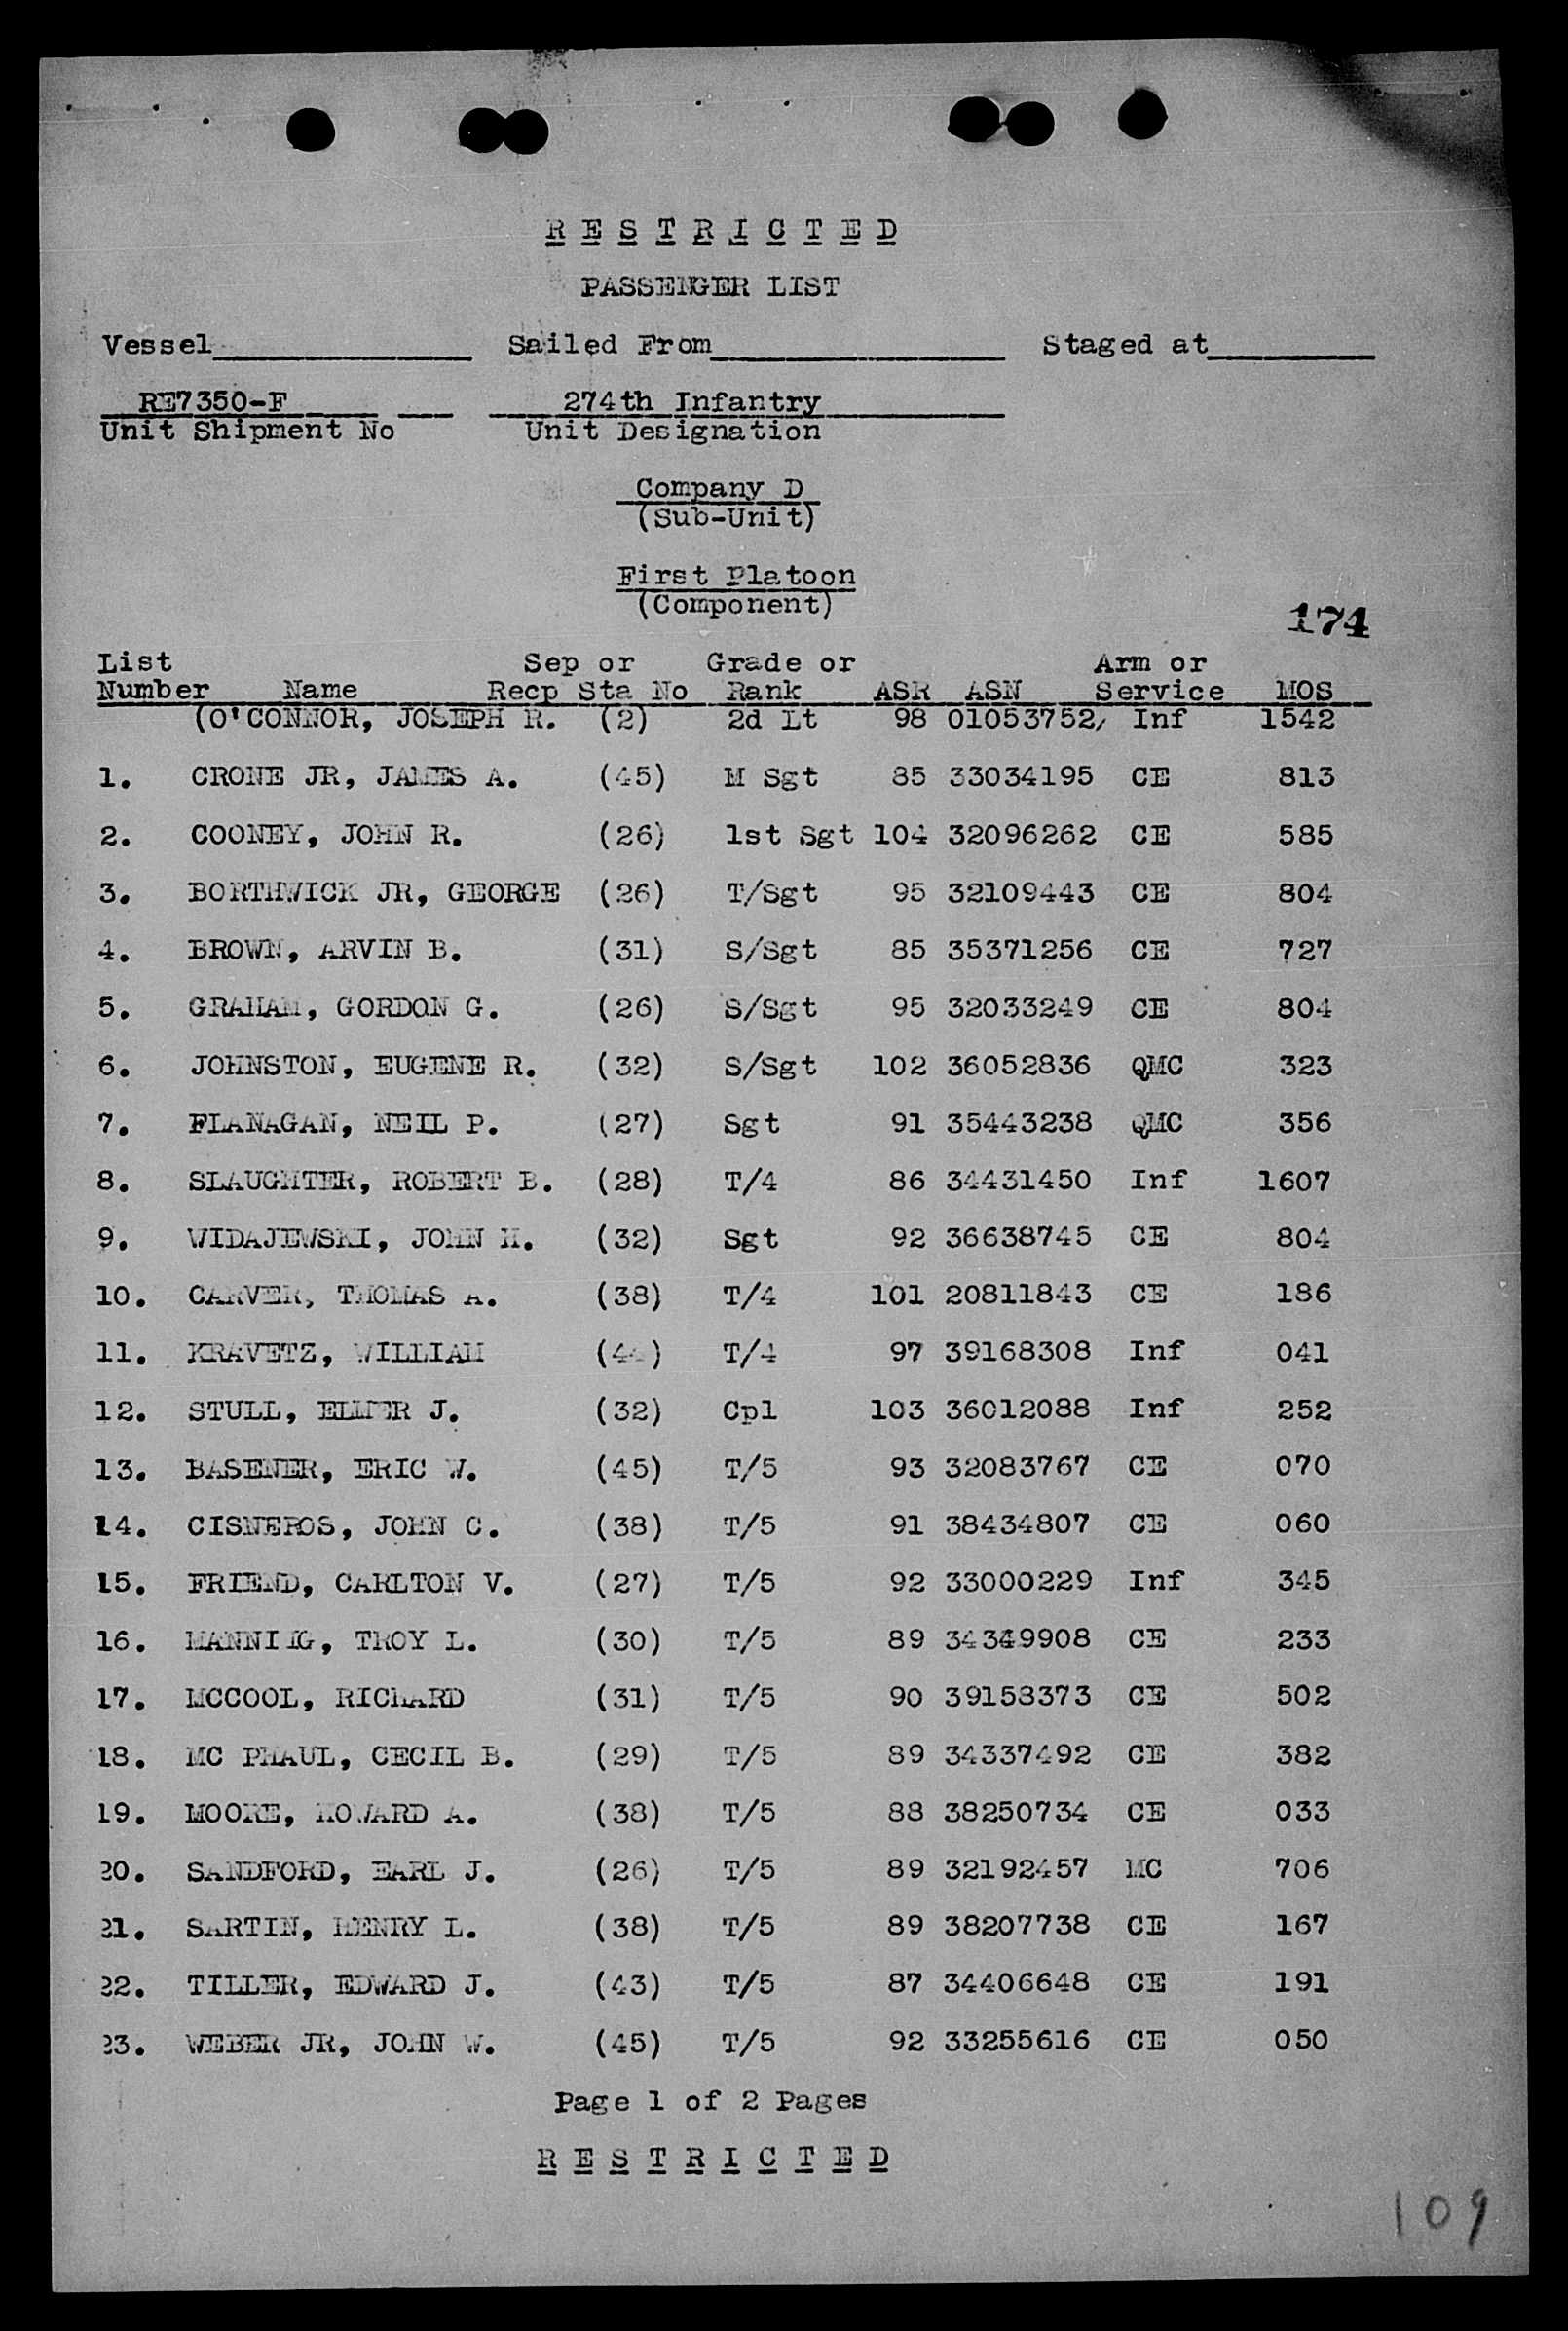 RESTRICTED
PASSENGER LIST
Vessel Sailed From Staged at
RE7350-F 274th Infantry
Unit Shipment No Unit Designation
Company D
(Sub-Unit)
First Platoon
(Component)
174
List Sep or Grade or Arm or
Number Name Recp Sta No Rank ASR ASN Service MOS
(O'CONNOR, JOSEPH R. (2) 2d Lt 98 01053752, Inf 1542
1. CRONE JR, JAMES A. (45) M Sgt 85 33034195 CE 813
2. COONEY, JOHN R. (26) 1st Sgt 104 32096262 CE 585
3. BORTHWICK JR, GEORGE (26) T/Sgt 95 32109443 CE 804
4. BROWN, ARVIN B. (31) S/Sgt 85 35371256 CE 727
5. GRAHAM, GORDON G. (26) S/Sgt 95 32033249 CE 804
6. JOHNSTON, EUGENE R. (32) S/Sgt 102 36052836 QMC 323
7. FLANAGAN, NEIL P. (27) Sgt 91 35443238 QMC 356
8. SLAUGHTER, ROBERT B. (28) T/4 86 34431450 Inf 1607
9. WIDAJEWSKI, JOHN H. (32) Sgt 92 36638745 CE 804
10. CARVER, THOMAS A. (38) T/4 101 20811843 CE 186
11. KRAVETZ, WILLIAM (44) T/4 97 39168308 Inf 041
12. STULL, ELMER J. (32) Cpl 103 36012088 Inf 252
13. BASENER, ERIC W. (45) T/5 93 32083767 CE 070
14. CISNEROS, JOHN C. (38) T/5 91 38434807 CE 060
15. FRIEND, CARLTON V. (27) T/5 92 33000229 Inf 345
16. MANNING, TROY L. (30) T/5 89 34349908 CE 233
17. MCCOOL, RICHARD (31) T/5 90 39158373 CE 502
18. MC PHAUL, CECIL B. (29) T/5 89 34337492 CE 382
19. MOORE, HOWARD A. (38) T/5 88 38250734 CE 033
20. SANDFORD, EARL J. (26) T/5 89 32192457 MC 706
21. SARTIN, HENRY L. (38) T/5 89 38207738 CE 167
22. TILLER, EDWARD J. (43) T/5 87 34406648 CE 191
23. WEBER JR, JOHN W. (45) T/5 92 33255616 CE 050
Page 1 of 2 Pages
RESTRICTED
109